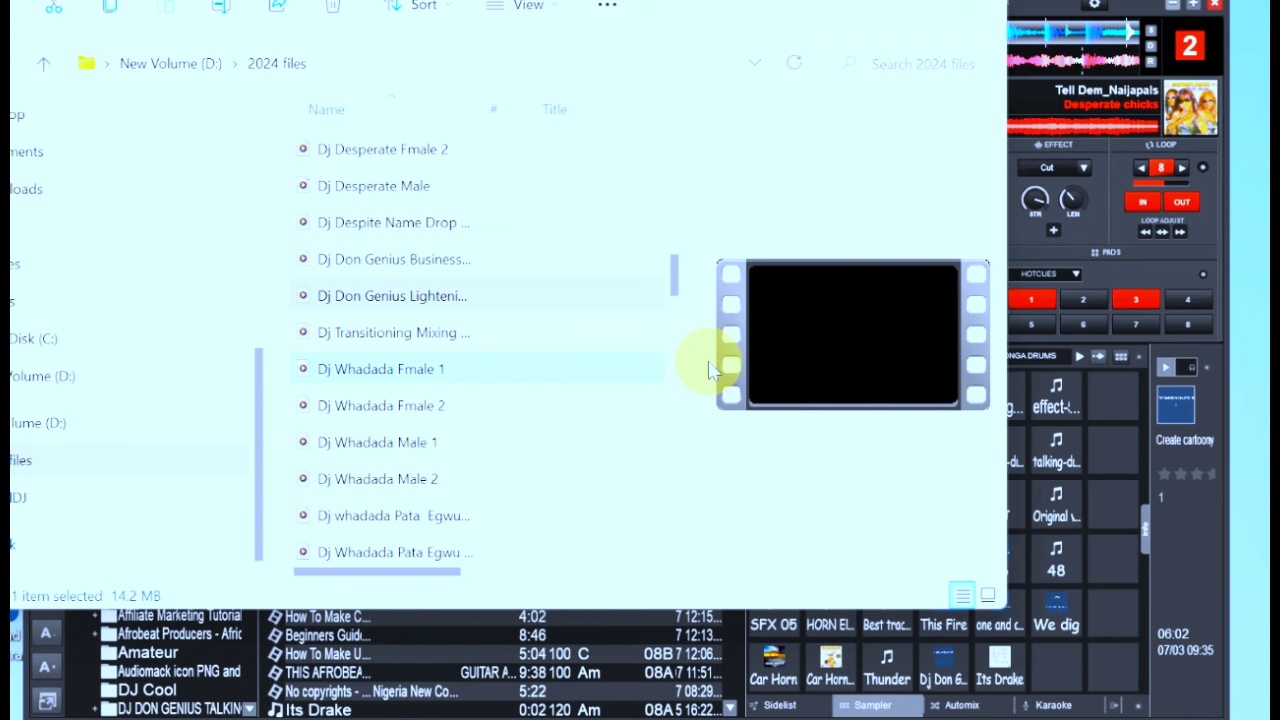 Sort
View
New Volume (D:) › 2024 files
Search 2024 files
Name # Title
Dj Desperate Fmale 2
Dj Desperate Male
Dj Despite Name Drop ...
Dj Don Genius Business...
Dj Don Genius Lighteni...
Dj Transitioning Mixing ...
Dj Whadada Fmale 1
Dj Whadada Fmale 2
Dj Whadada Male 1
Dj Whadada Male 2
Dj whadada Pata Egwu...
Dj Whadada Pata Egwu ...
op
ments
loads
es
s
Disk (C:)
Volume (D:)
lume (D:)
files
DJ
k
1 item selected 14.2 MB
S
D
R
2
Tell Dem_Naijapals
Desperate chicks
EFFECT LOOP
Cut 8
STR LEN
IN OUT
LOOP ADJUST
PADS
HOTCUES
1 2 3 4
5 6 7 8
NGA DRUMS
g... effect-(...
-di... talking-di...
Original v...
48
SFX 05 HORN EL... Best trac... This Fire one and c... We dig
Car Horn Car Horn... Thunder Dj Don G... Its Drake
Sidelist Sampler Automix Karaoke
Create cartoony
1
info
06:02
07/03 09:35
Affiliate Marketing Tutorial
Afrobeat Producers - Afric
Amateur
Audiomack icon PNG and
DJ Cool
DJ DON GENIUS TALKIN
How To Make C... 4:02 7 12:15...
Beginners Guide... 8:46 7 12:13...
How To Make U... 5:04 100 C 08B 7 12:06...
THIS AFROBEA... GUITAR A... 9:38 100 Am 08A 7 11:51...
No copyrights - ... Nigeria New Co... 5:22 7 08:29...
Its Drake 0:02 120 Am 08A 5 16:22...
A
A